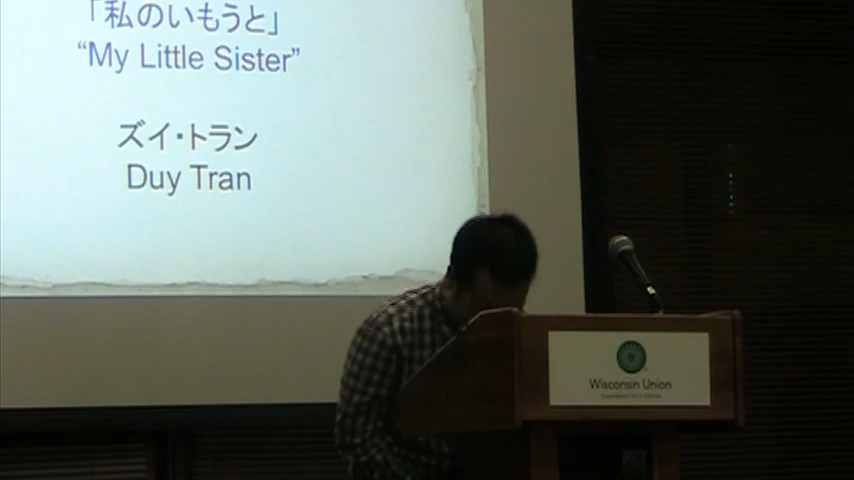 「私のいもうと」
“My Little Sister”
ズイ・トラン
Duy Tran
Wisconsin Union